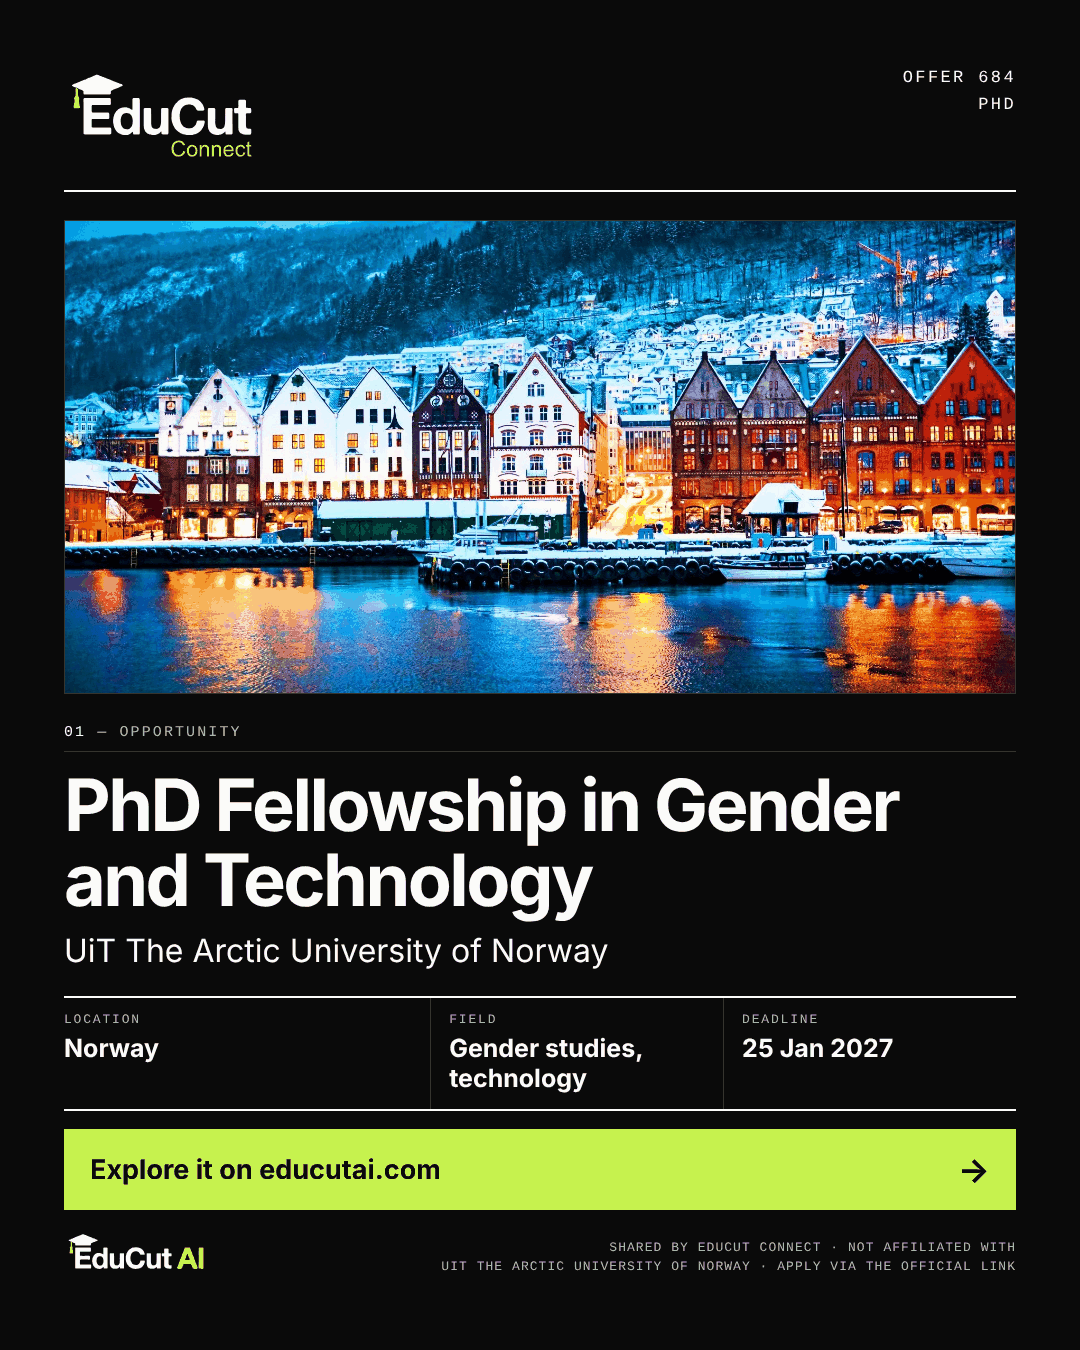 EduCut
Connect
OFFER 684
PHD
01 — OPPORTUNITY
PhD Fellowship in Gender
and Technology
UiT The Arctic University of Norway
LOCATION
Norway
FIELD
Gender studies,
technology
DEADLINE
25 Jan 2027
Explore it on educutai.com →
EduCut AI
SHARED BY EDUCUT CONNECT · NOT AFFILIATED WITH
UIT THE ARCTIC UNIVERSITY OF NORWAY · APPLY VIA THE OFFICIAL LINK